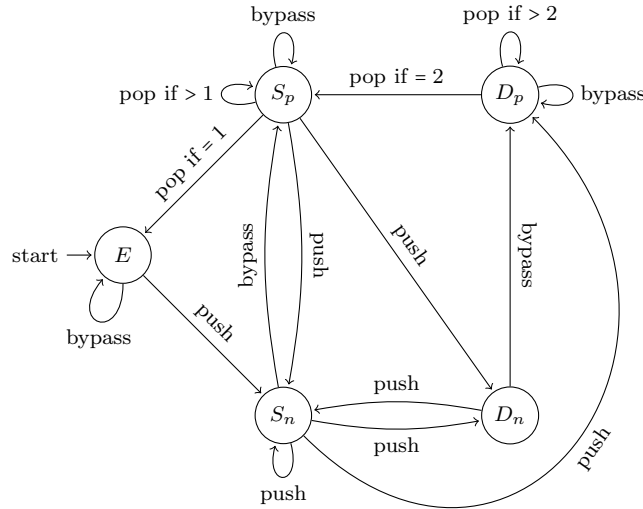 bypass
pop if > 2
pop if > 1
S_p
pop if = 2
D_p
bypass
pop if = 1
start
E
bypass
push
bypass
push
push
bypass
push
S_n
push
D_n
push
push
push